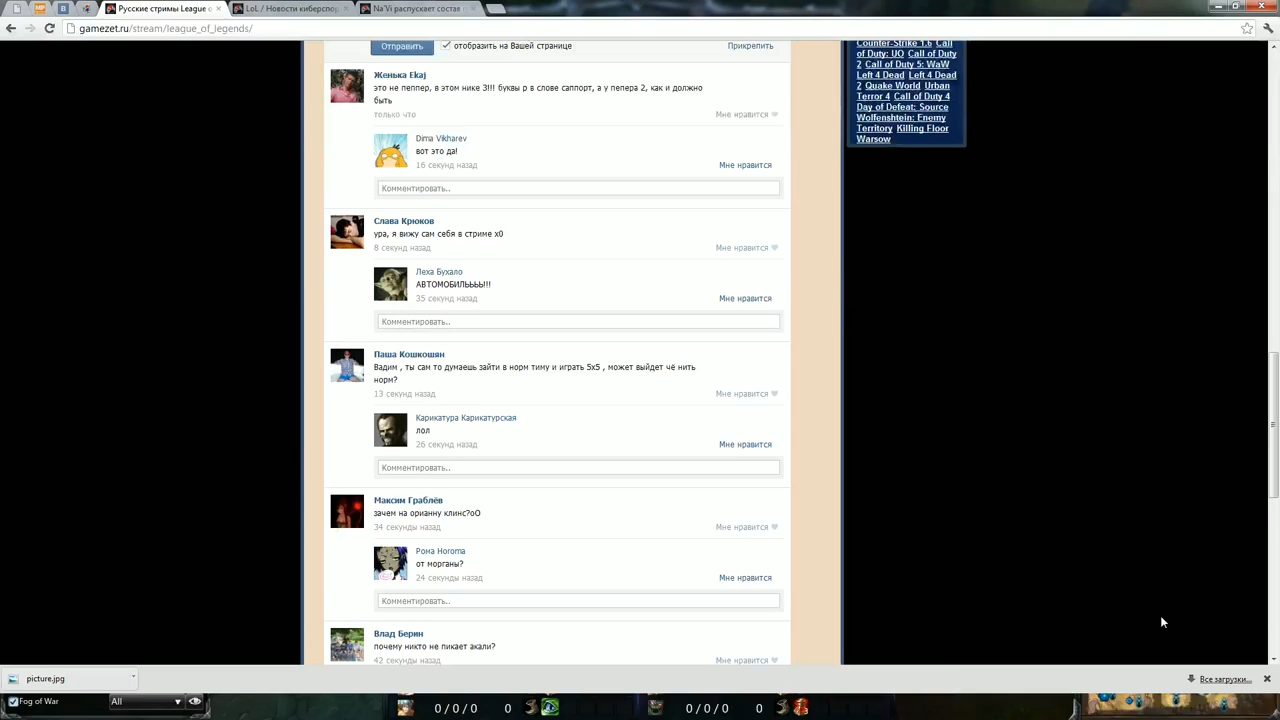 Русские стримы League o
LoL / Новости киберспор
Na`Vi распускает состав
gamezet.ru/stream/league_of_legends/
Отправить
отобразить на Вашей странице
Прикрепить
Женька Ekaj
это не пеппер, в этом нике 3!!! буквы р в слове саппорт, а у пепера 2, как и должно
быть
только что
Мне нравится
Dima Vikharev
вот это да!
16 секунд назад
Мне нравится
Комментировать..
Слава Крюков
ура, я вижу сам себя в стриме x0
8 секунд назад
Мне нравится
Леха Бухало
АВТОМОБИЛЬЬЬЬ!!!
35 секунд назад
Мне нравится
Комментировать..
Паша Кошкошян
Вадим , ты сам то думаешь зайти в норм тиму и играть 5x5 , может выйдет чё нить
норм?
13 секунд назад
Мне нравится
Карикатура Карикатурская
лол
26 секунд назад
Мне нравится
Комментировать..
Максим Граблёв
зачем на орианну клинс?оО
34 секунды назад
Мне нравится
Рома Horoma
от морганы?
24 секунды назад
Мне нравится
Комментировать..
Влад Берин
почему никто не пикает акали?
42 секунды назад
Мне нравится
Counter-Strike 1.6 Call
of Duty: UO Call of Duty
2 Call of Duty 5: WaW
Left 4 Dead Left 4 Dead
2 Quake World Urban
Terror 4 Call of Duty 4
Day of Defeat: Source
Wolfenshtein: Enemy
Territory Killing Floor
Warsow
picture.jpg
Все загрузки...
Fog of War
All
0 / 0 / 0
0
0 / 0 / 0
0